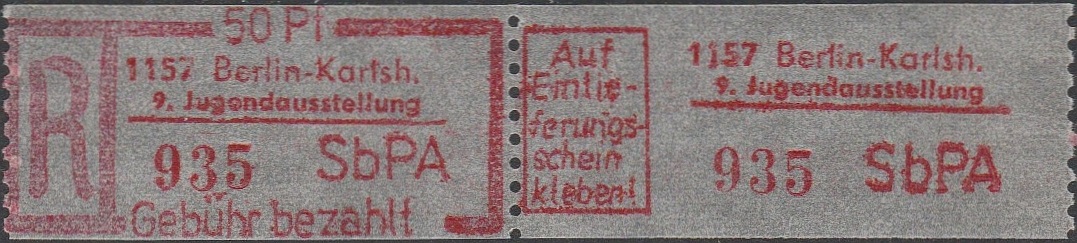 50 Pf
R
1157 Berlin-Karlsh.
9. Jugendausstellung
935 SbPA
Gebühr bezahlt
Auf
Einlie-
ferungs-
schein
kleben!
1157 Berlin-Karlsh.
9. Jugendausstellung
935 SbPA